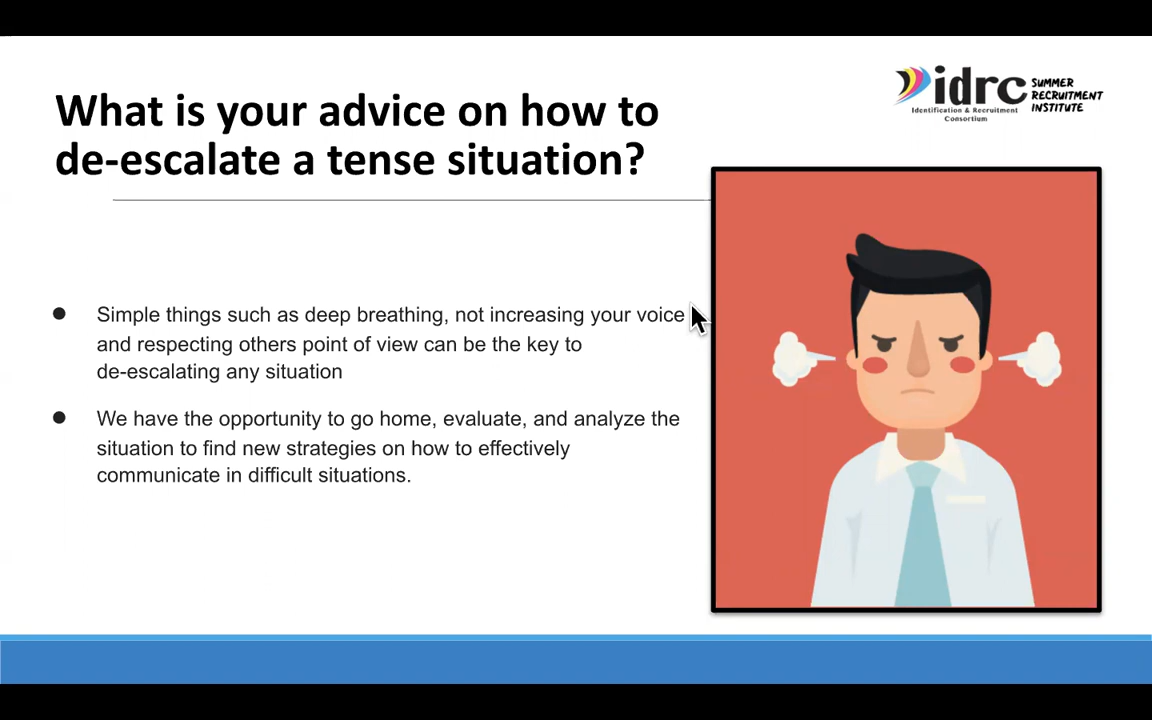 What is your advice on how to
de-escalate a tense situation?
idrc
Identification & Recruitment
Consortium
SUMMER
RECRUITMENT
INSTITUTE
● Simple things such as deep breathing, not increasing your voice
and respecting others point of view can be the key to
de-escalating any situation
● We have the opportunity to go home, evaluate, and analyze the
situation to find new strategies on how to effectively
communicate in difficult situations.